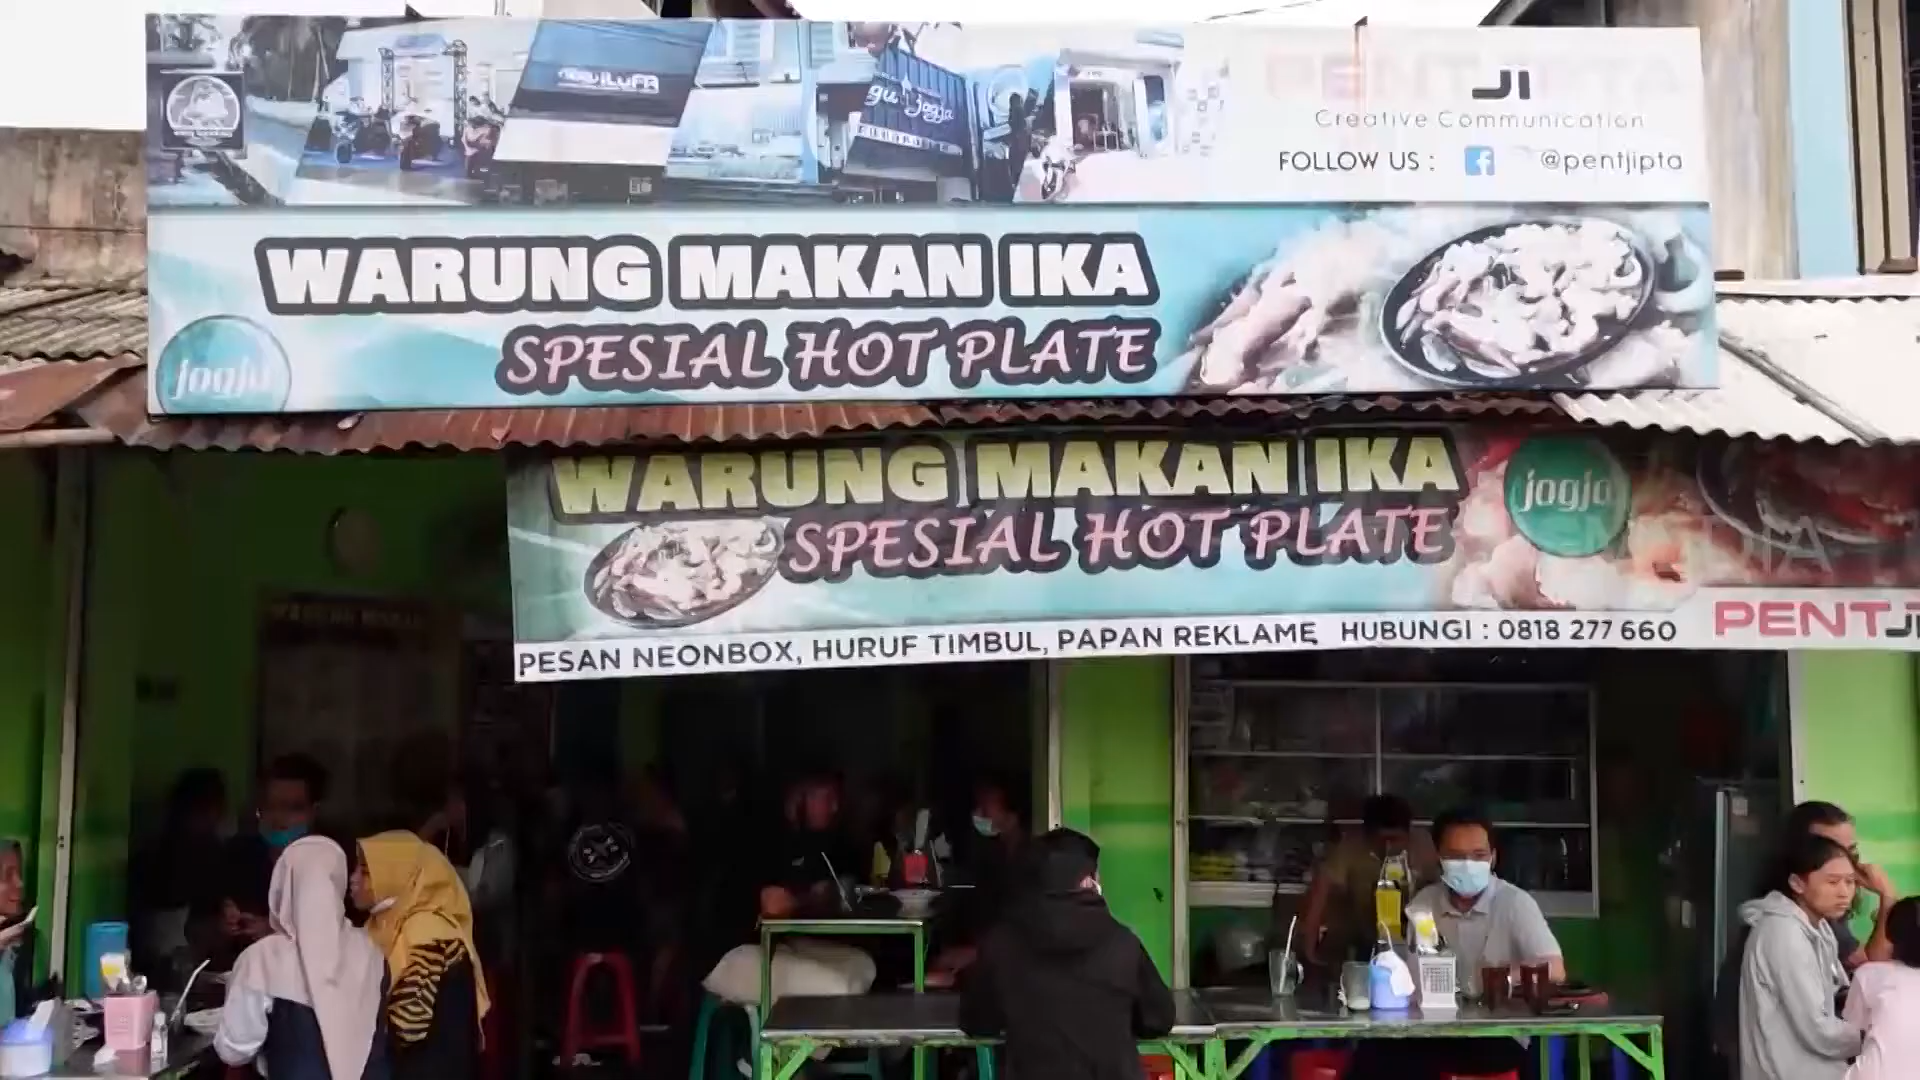 PENTJIPTA
Creative Communication
FOLLOW US : @pentjipta
WARUNG MAKAN IKA
SPESIAL HOT PLATE
jogja
WARUNG MAKAN IKA
jogja
SPESIAL HOT PLATE
PESAN NEONBOX, HURUF TIMBUL, PAPAN REKLAME HUBUNGI : 0818 277 660
PENTJI